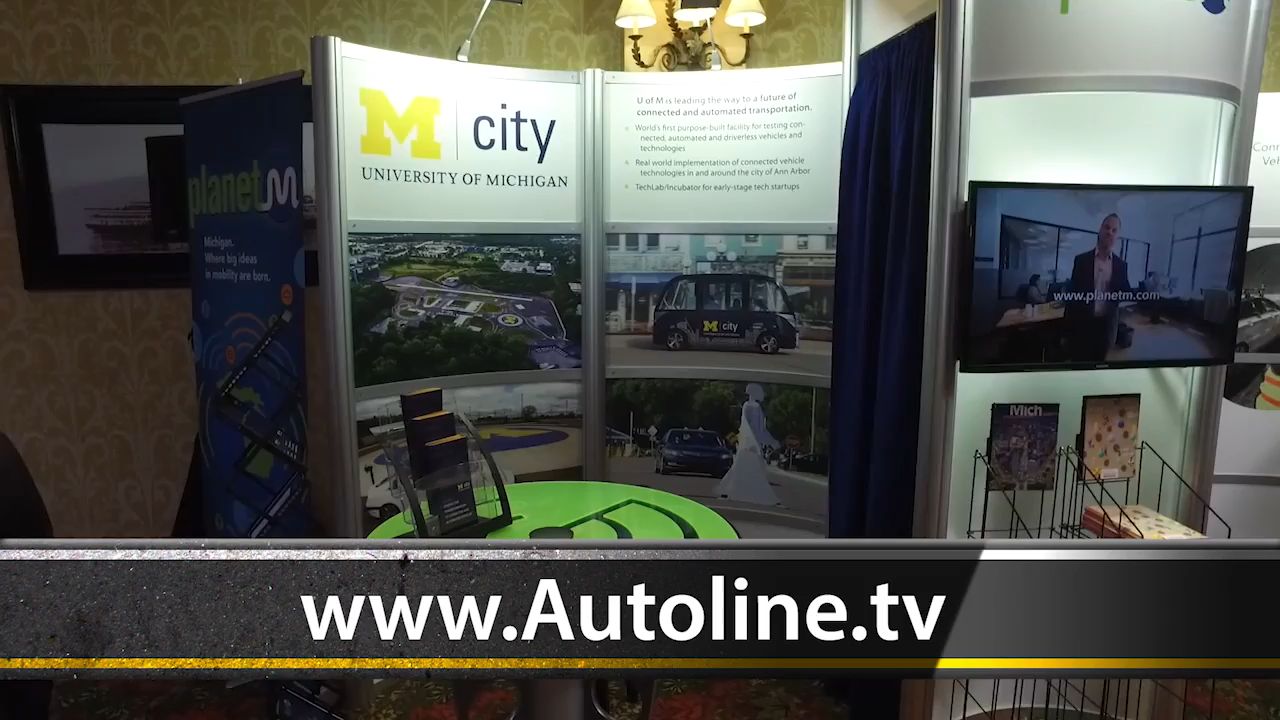 planetM
Michigan.
Where big ideas
in mobility are born.
M city
UNIVERSITY OF MICHIGAN
U of M is leading the way to a future of
connected and automated transportation.
World's first purpose-built facility for testing con-
nected, automated and driverless vehicles and
technologies
Real world implementation of connected vehicle
technologies in and around the city of Ann Arbor
TechLab/Incubator for early-stage tech startups
M city
www.planetm.com
Mich
www.Autoline.tv